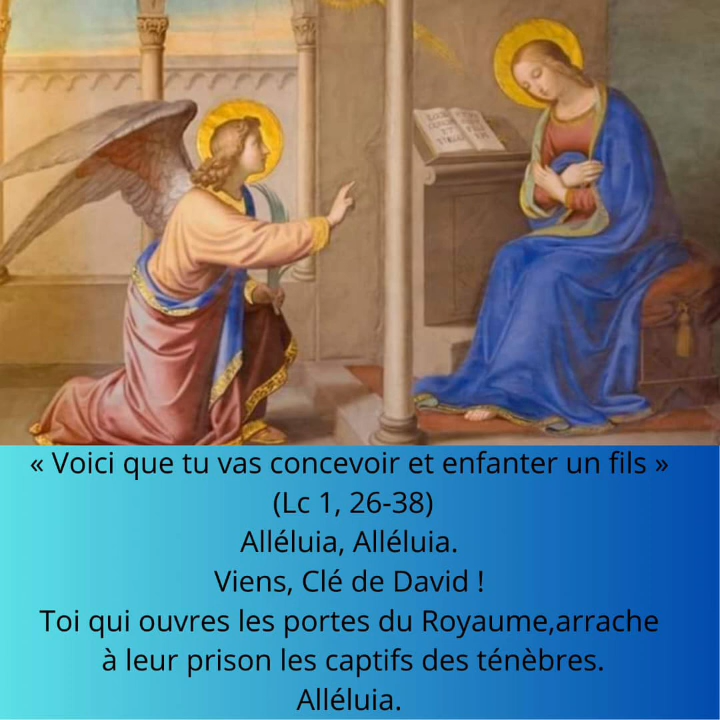 « Voici que tu vas concevoir et enfanter un fils »
(Lc 1, 26-38)
Alléluia, Alléluia.
Viens, Clé de David !
Toi qui ouvres les portes du Royaume,arrache
à leur prison les captifs des ténèbres.
Alléluia.